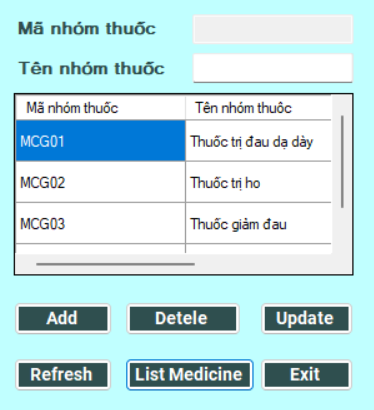 Mã nhóm thuốc
Tên nhóm thuốc
Mã nhóm thuốc Tên nhóm thuôc
MCG01 Thuốc trị đau dạ dày
MCG02 Thuốc trị ho
MCG03 Thuốc giảm đau
Add Detele Update
Refresh List Medicine Exit